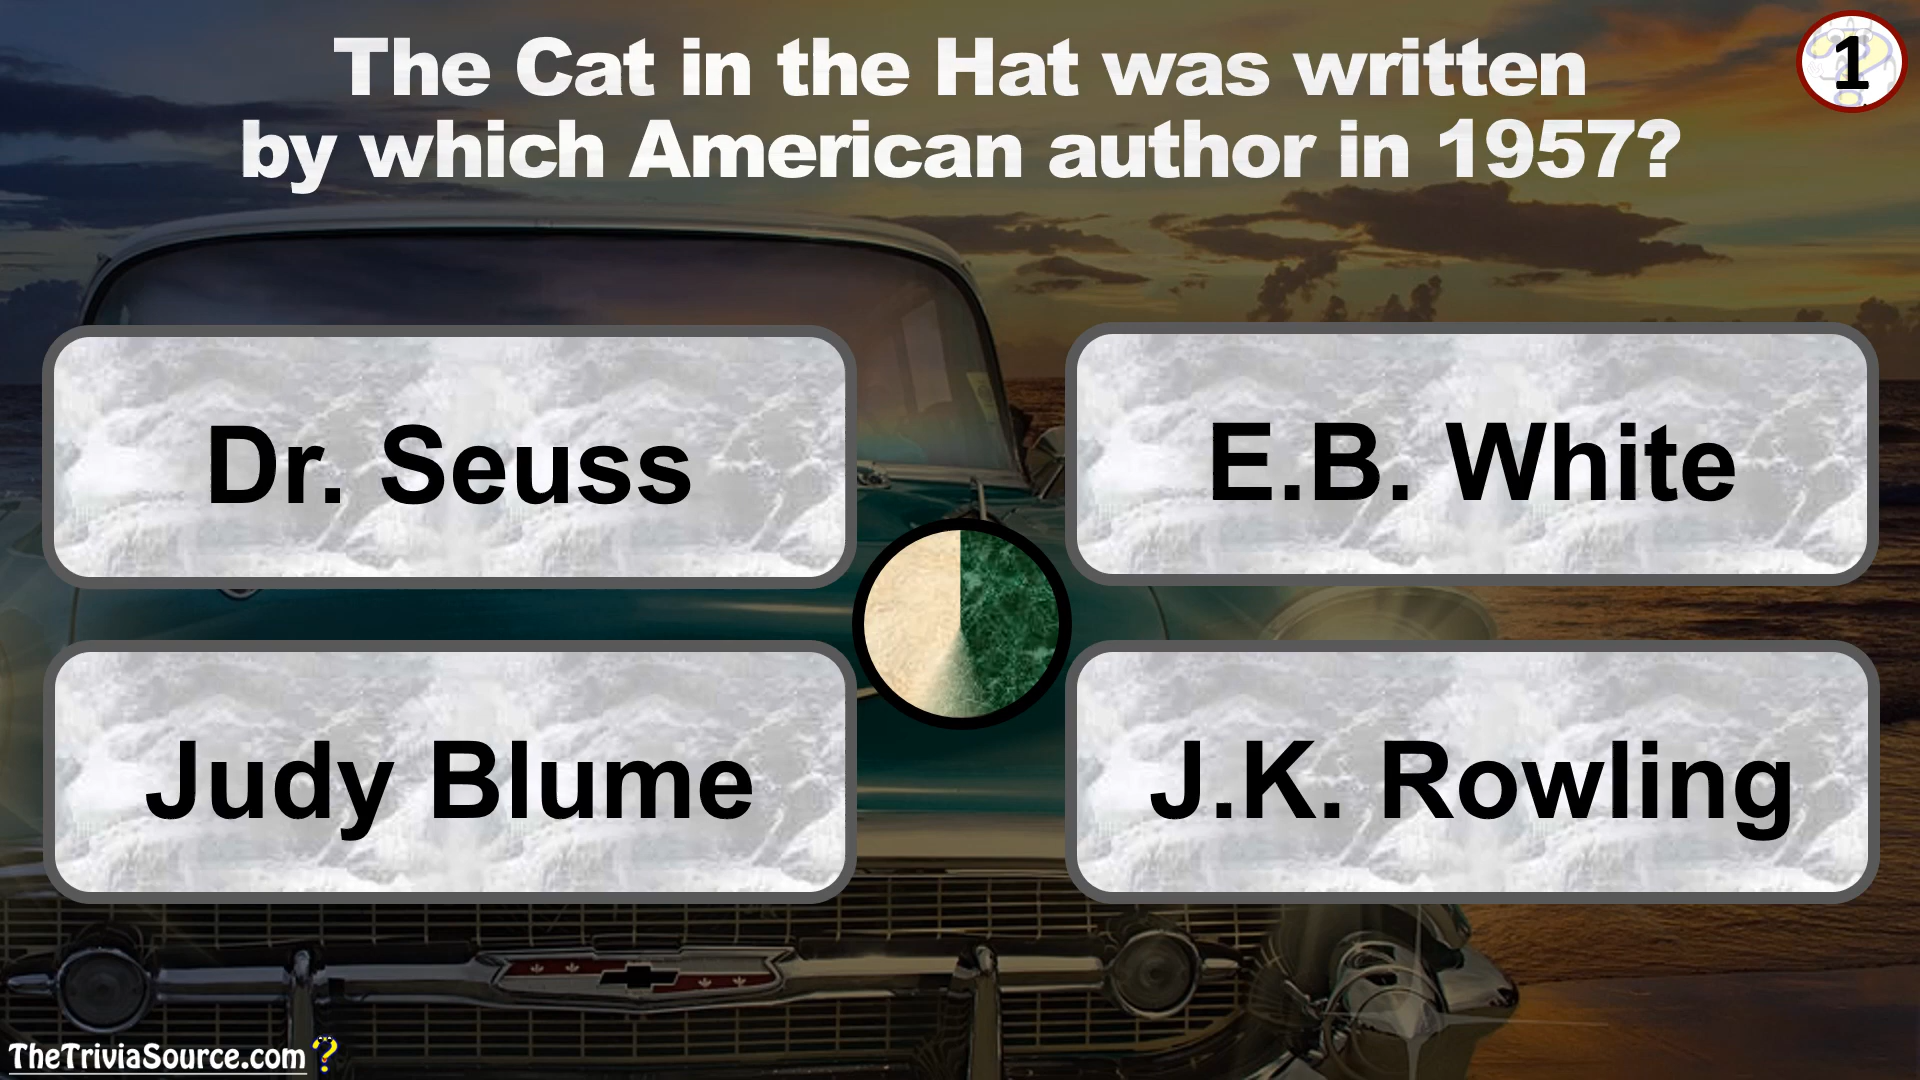 The Cat in the Hat was written
by which American author in 1957?
1
Dr. Seuss
E.B. White
Judy Blume
J.K. Rowling
TheTriviaSource.com?